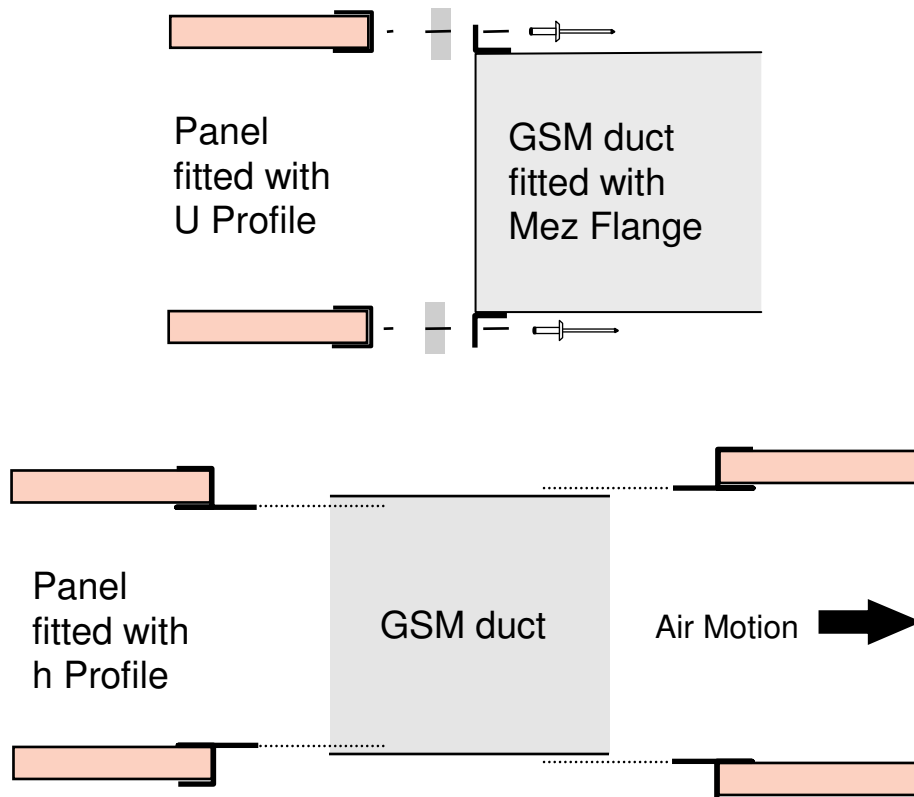 Panel
fitted with
U Profile
GSM duct
fitted with
Mez Flange
Panel
fitted with
h Profile
GSM duct
Air Motion